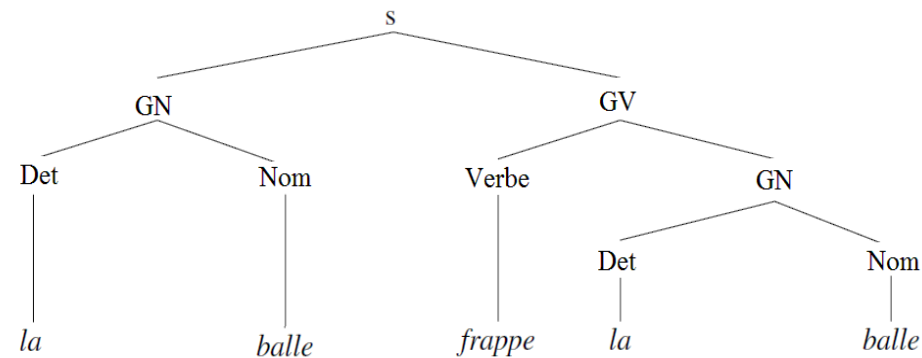 s
GN GV
Det Nom Verbe GN
Det Nom
la balle frappe la balle